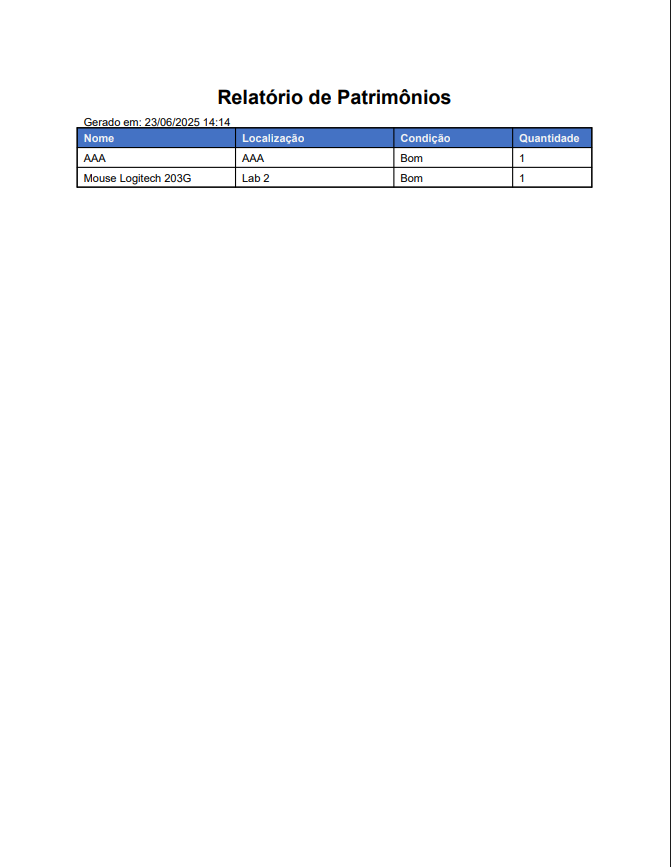 Relatório de Patrimônios
Gerado em: 23/06/2025 14:14
Nome Localização Condição Quantidade
AAA AAA Bom 1
Mouse Logitech 203G Lab 2 Bom 1